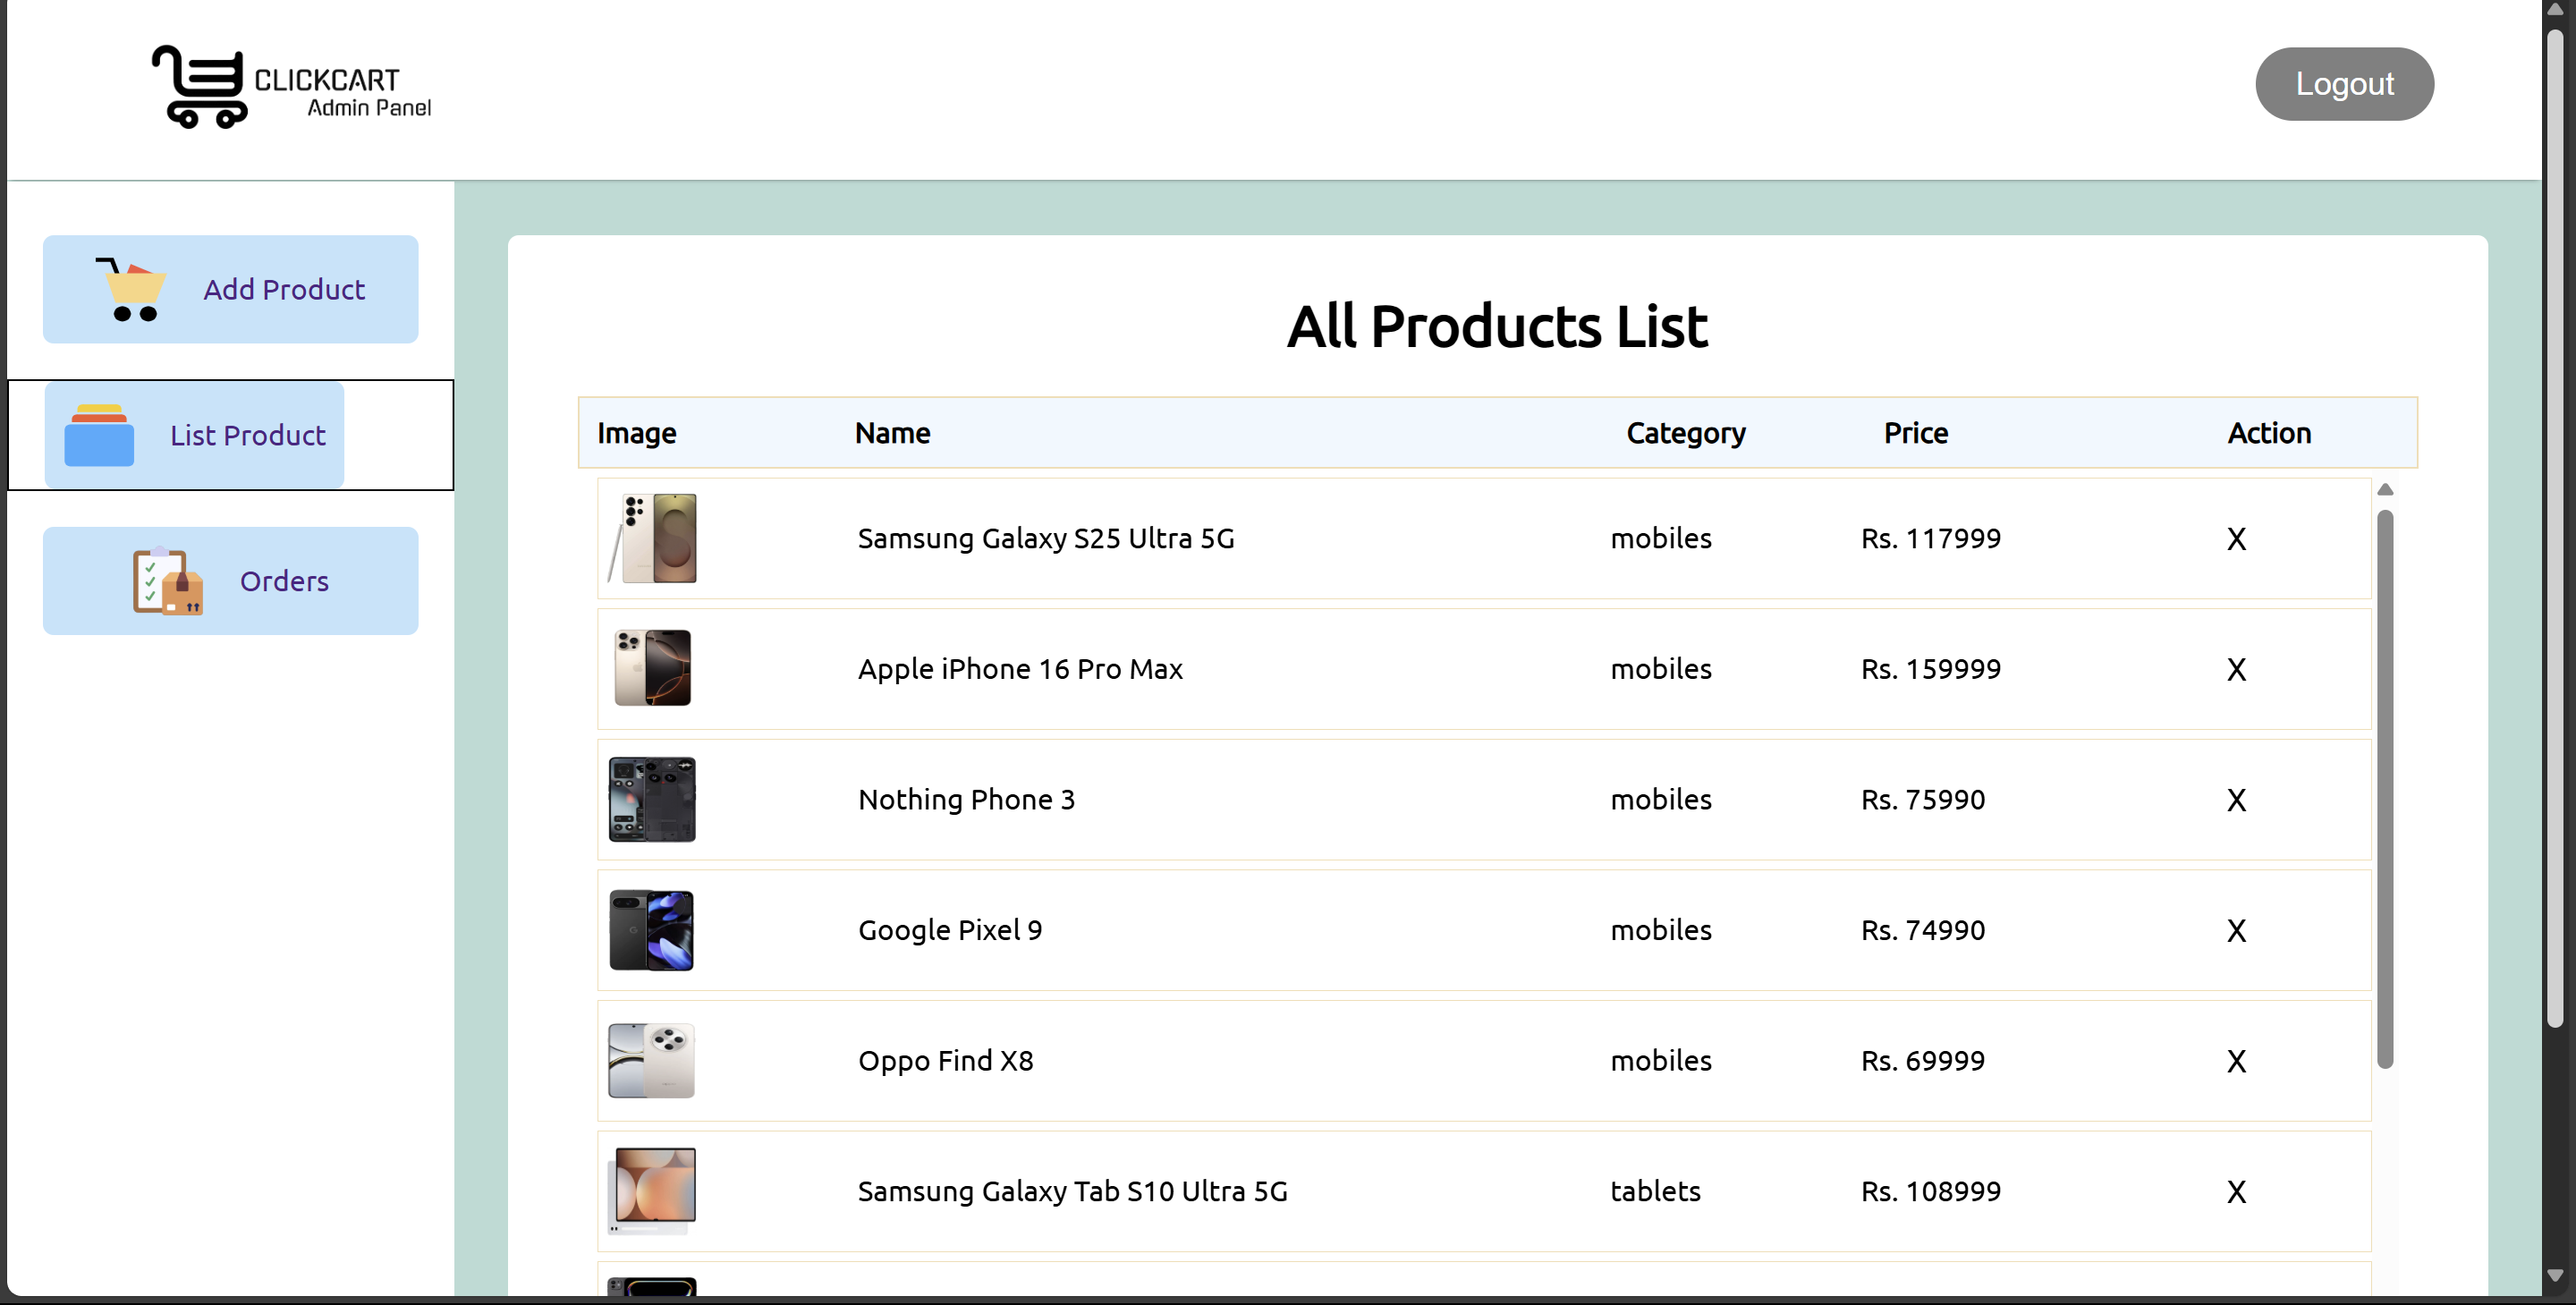 CLICKCART
Admin Panel
Logout
Add Product
List Product
Orders
All Products List
Image Name Category Price Action
Samsung Galaxy S25 Ultra 5G mobiles Rs. 117999 X
Apple iPhone 16 Pro Max mobiles Rs. 159999 X
Nothing Phone 3 mobiles Rs. 75990 X
Google Pixel 9 mobiles Rs. 74990 X
Oppo Find X8 mobiles Rs. 69999 X
Samsung Galaxy Tab S10 Ultra 5G tablets Rs. 108999 X